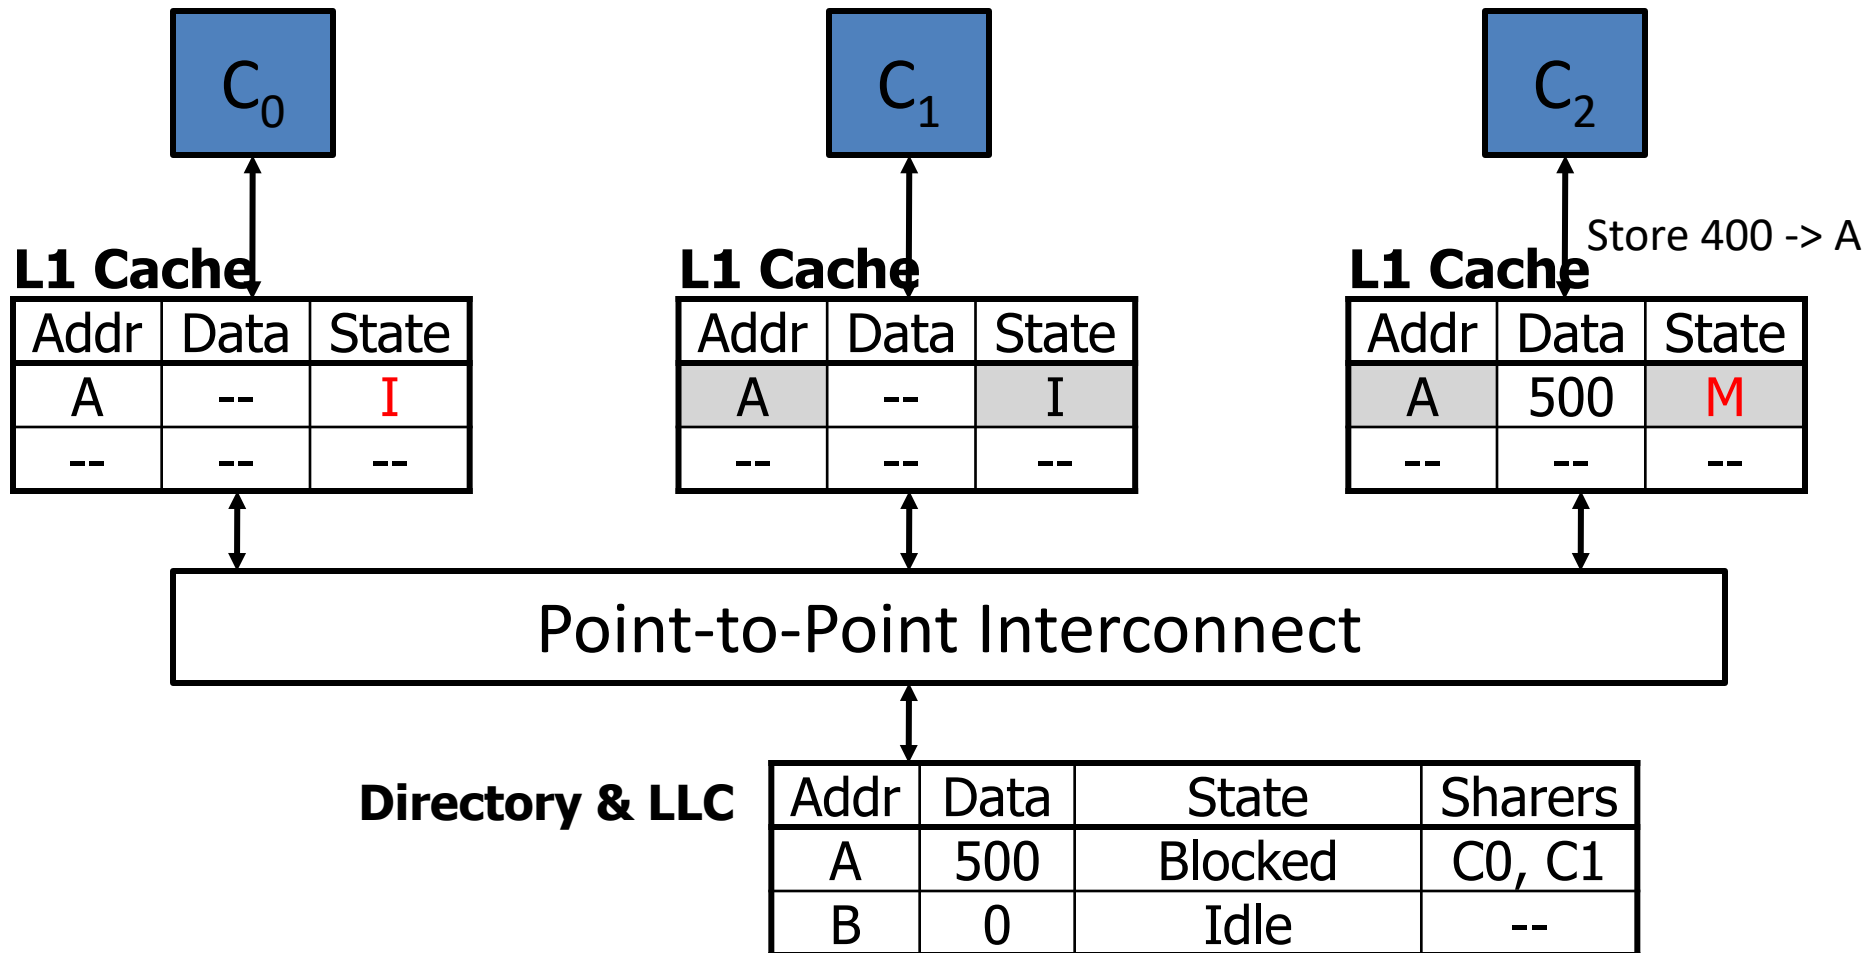 C0 C1 C2
Store 400 -> A
L1 Cache L1 Cache L1 Cache
Addr Data State Addr Data State Addr Data State
A -- I A -- I A 500 M
-- -- -- -- -- -- -- -- --
Point-to-Point Interconnect
Directory & LLC Addr Data State Sharers
A 500 Blocked C0, C1
B 0 Idle --